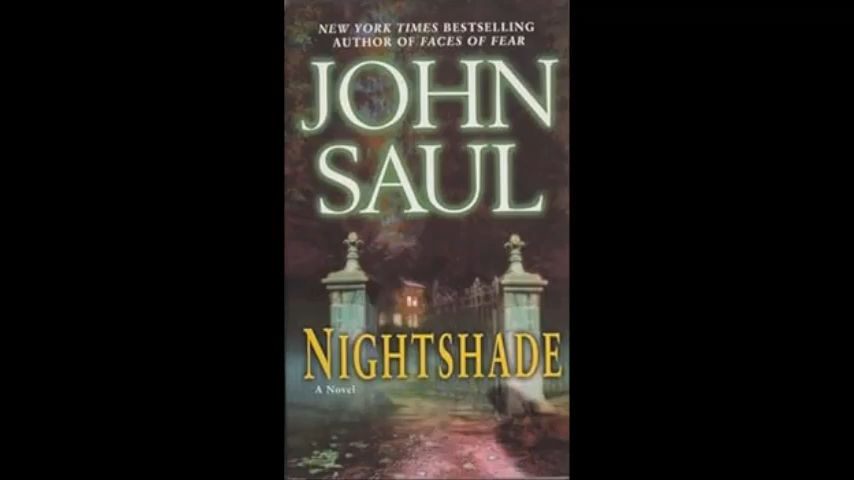 NEW YORK TIMES BESTSELLING
AUTHOR OF FACES OF FEAR
JOHN
SAUL
NIGHTSHADE
A Novel